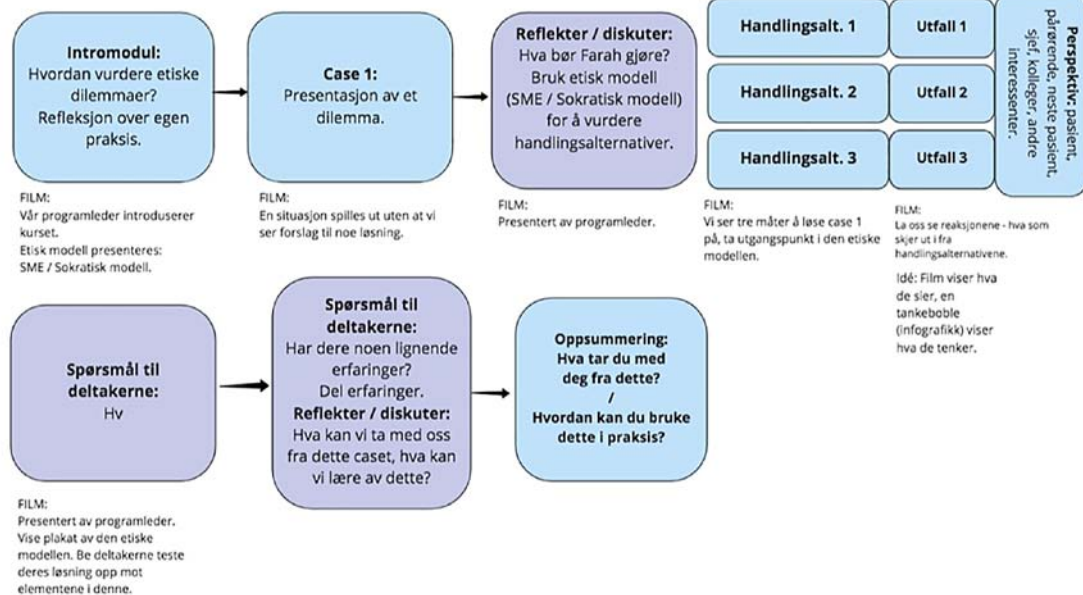 Intromodul:
Hvordan vurdere etiske
dilemmaer?
Refleksjon over egen
praksis.
FILM:
Vår programleder introduserer
kurset.
Etisk modell presenteres:
SME / Sokratisk modell.
Case 1:
Presentasjon av et
dilemma.
FILM:
En situasjon spilles ut uten at vi
ser forslag til noe løsning.
Reflekter / diskuter:
Hva bør Farah gjøre?
Bruk etisk modell
(SME / Sokratisk modell)
for å vurdere
handlingsalternativer.
FILM:
Presentert av programleder.
Handlingsalt. 1
Handlingsalt. 2
Handlingsalt. 3
FILM:
Vi ser tre måter å løse case 1
på, ta utgangspunkt i den etiske
modellen.
Utfall 1
Utfall 2
Utfall 3
FILM:
La oss se reaksjonene - hva som
skjer ut i fra
handlingsalternativene.
Idé: Film viser hva
de sier, en
tankeboble
(infografikk) viser
hva de tenker.
Perspektiv: pasient,
pårørende, neste pasient,
sjef, kolleger, andre
interessenter.
Spørsmål til
deltakerne:
Hv
FILM:
Presentert av programleder.
Vise plakat av den etiske
modellen. Be deltakerne teste
deres løsning opp mot
elementene i denne.
Spørsmål til
deltakerne:
Har dere noen lignende
erfaringer?
Del erfaringer.
Reflekter / diskuter:
Hva kan vi ta med oss
fra dette caset, hva kan
vi lære av dette?
Oppsummering:
Hva tar du med
deg fra dette?
/
Hvordan kan du bruke
dette i praksis?